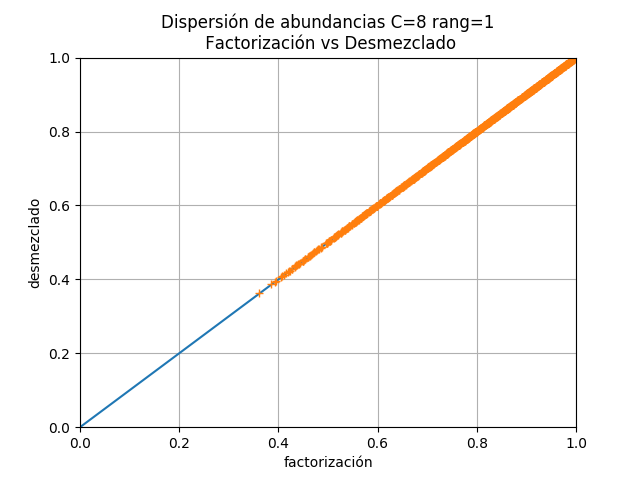 Dispersión de abundancias C=8 rang=1
Factorización vs Desmezclado
1.0
0.8
0.6
0.4
0.2
0.0
desmezclado
0.0 0.2 0.4 0.6 0.8 1.0
factorización